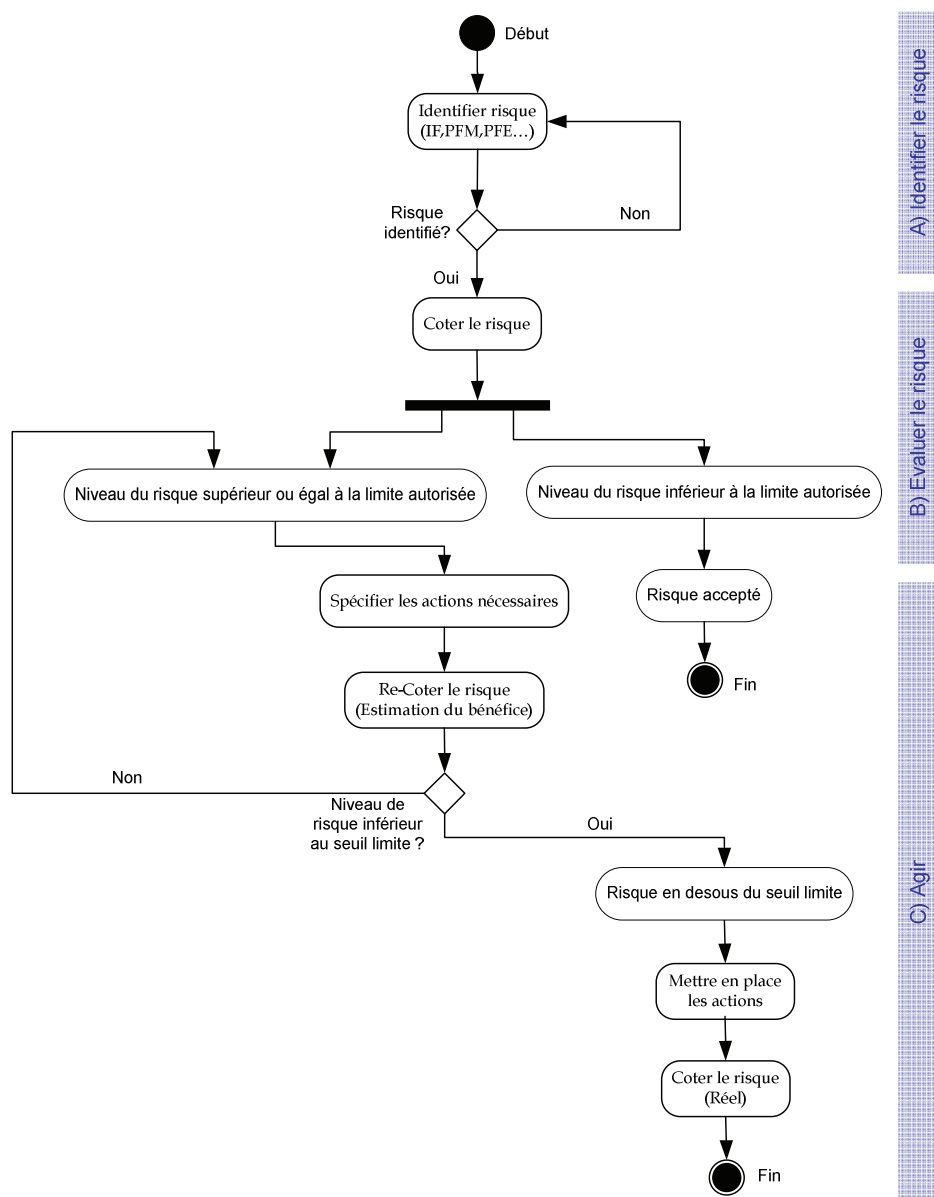 Début
Identifier risque
(IF,PFM,PFE…)
Risque
identifié?
Non
Oui
Coter le risque
Niveau du risque supérieur ou égal à la limite autorisée
Niveau du risque inférieur à la limite autorisée
Spécifier les actions nécessaires
Risque accepté
Re-Coter le risque
(Estimation du bénéfice)
Fin
Non
Niveau de
risque inférieur
au seuil limite ?
Oui
Risque en desous du seuil limite
Mettre en place
les actions
Coter le risque
(Réel)
Fin
A) Identifier le risque
B) Evaluer le risque
C) Agir